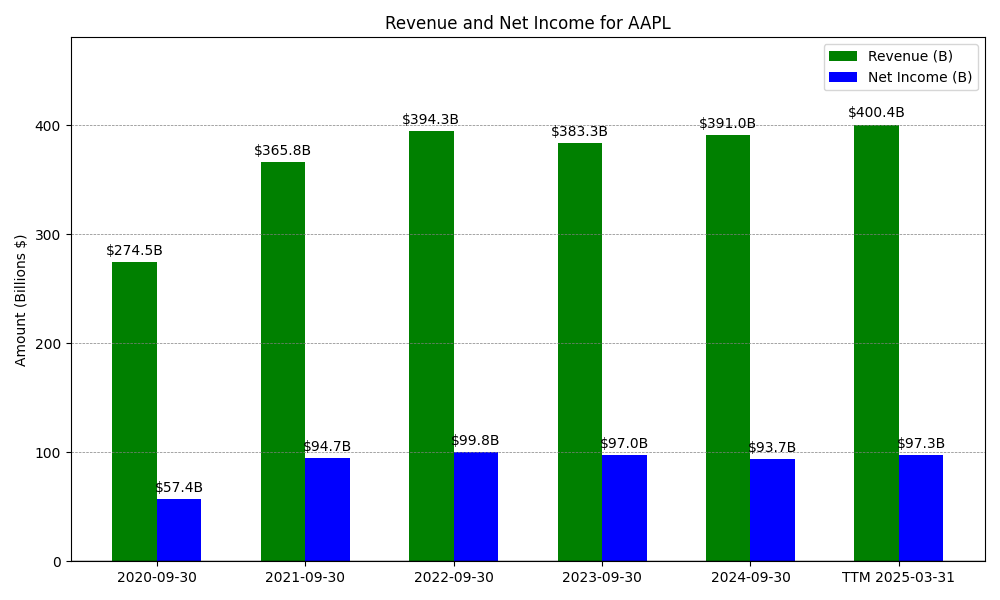 Revenue and Net Income for AAPL
Revenue (B)
Net Income (B)
Amount (Billions $)
400
300
200
100
0
$274.5B
$365.8B
$394.3B
$383.3B
$391.0B
$400.4B
$57.4B
$94.7B
$99.8B
$97.0B
$93.7B
$97.3B
2020-09-30
2021-09-30
2022-09-30
2023-09-30
2024-09-30
TTM 2025-03-31